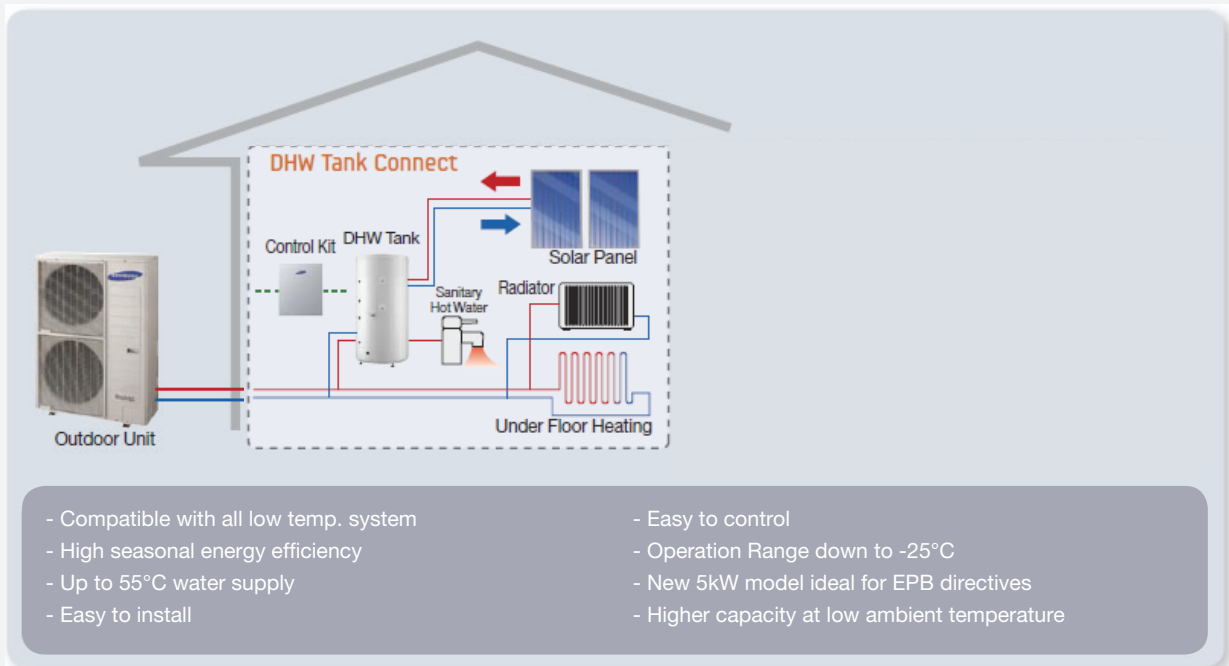 DHW Tank Connect
Control Kit
DHW Tank
Solar Panel
Sanitary
Hot Water
Radiator
SAMSUNG
Outdoor Unit
Under Floor Heating
- Compatible with all low temp. system
- High seasonal energy efficiency
- Up to 55°C water supply
- Easy to install
- Easy to control
- Operation Range down to -25°C
- New 5kW model ideal for EPB directives
- Higher capacity at low ambient temperature